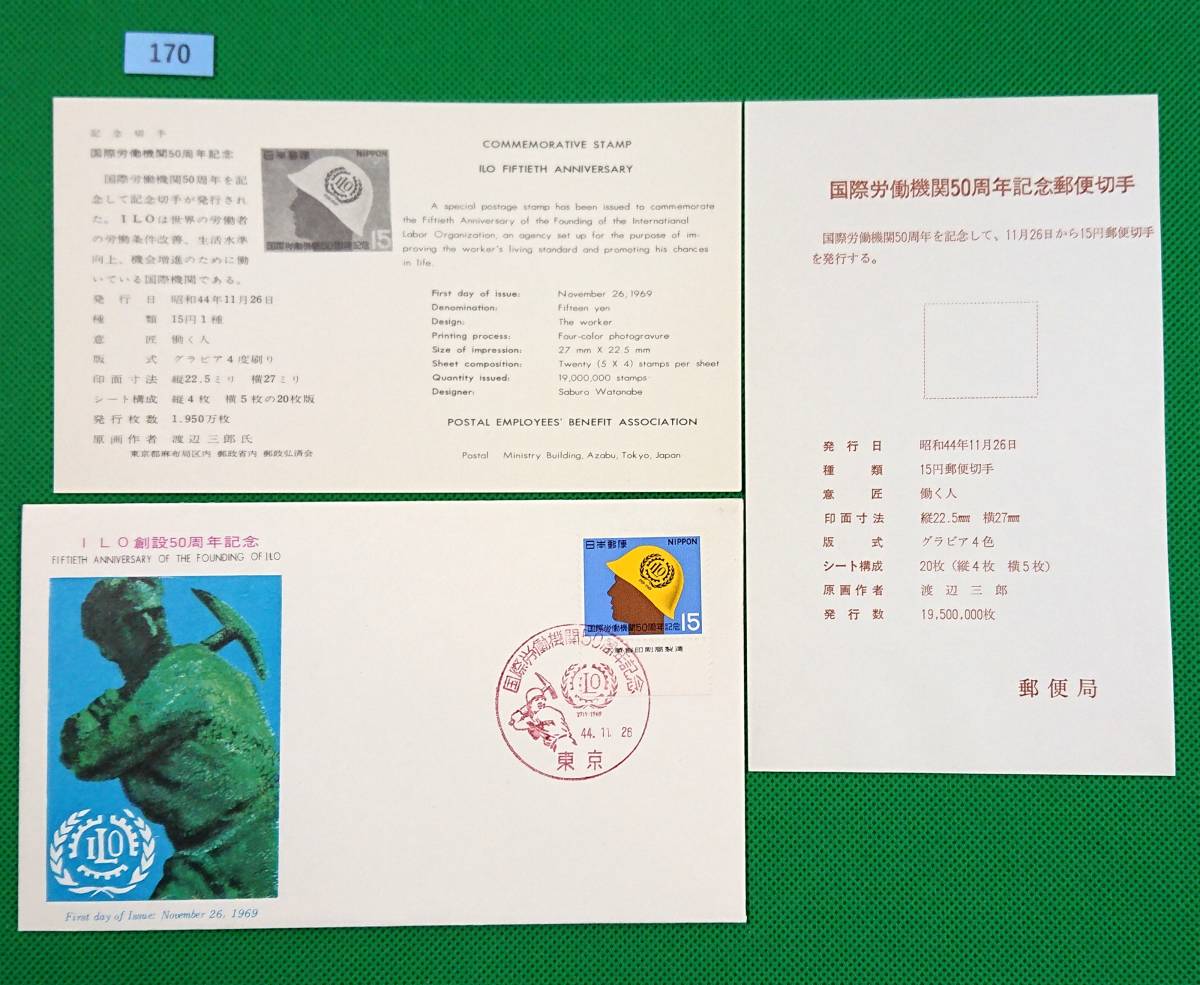 170
記念切手
国際労働機関50周年記念
国際労働機関50周年を記
念して記念切手が発行され
た。ILOは世界の労働者
の労働条件改善、生活水準
向上、機会増進のために働
いている国際機関である。
発行日 昭和44年11月26日
種類 15円1種
意匠 働く人
版式 グラビア4度刷り
印面寸法 縦22.5ミリ 横27ミリ
シート構成 縦4枚 横5枚の20枚版
発行枚数 1.950万枚
原画作者 渡辺三郎氏
東京都麻布局区内 郵政省内 郵政弘済会
日本郵便 NIPPON
ILO
15
国際労働機関50周年記念
COMMEMORATIVE STAMP
ILO FIFTIETH ANNIVERSARY
A special postage stamp has been issued to commemorate
the Fiftieth Anniversary of the Founding of the International
Labor Organization, an agency set up for the purpose of im-
proving the worker's living standard and promoting his chances
in life.
First day of issue: November 26, 1969
Denomination: Fifteen yen
Design: The worker
Printing process: Four-color photogravure
Size of impression: 27 mm X 22.5 mm
Sheet composition: Twenty (5 X 4) stamps per sheet
Quantity issued: 19,000,000 stamps
Designer: Saburo Watanabe
POSTAL EMPLOYEES' BENEFIT ASSOCIATION
Postal Ministry Building, Azabu, Tokyo, Japan
国際労働機関50周年記念郵便切手
国際労働機関50周年を記念して、11月26日から15円郵便切手
を発行する。
発行日 昭和44年11月26日
種類 15円郵便切手
意匠 働く人
印面寸法 縦22.5㎜ 横27㎜
版式 グラビア4色
シート構成 20枚(縦4枚 横5枚)
原画作者 渡辺三郎
発行数 19,500,000枚
郵便局
ILO創設50周年記念
FIFTIETH ANNIVERSARY OF THE FOUNDING OF ILO
ILO
First day of Issue: November 26, 1969
日本郵便 NIPPON
ILO
15
国際労働機関50周年記念
印刷局製造
国際労働機関50周年記念
ILO
1919-1969
44.11.26
東京